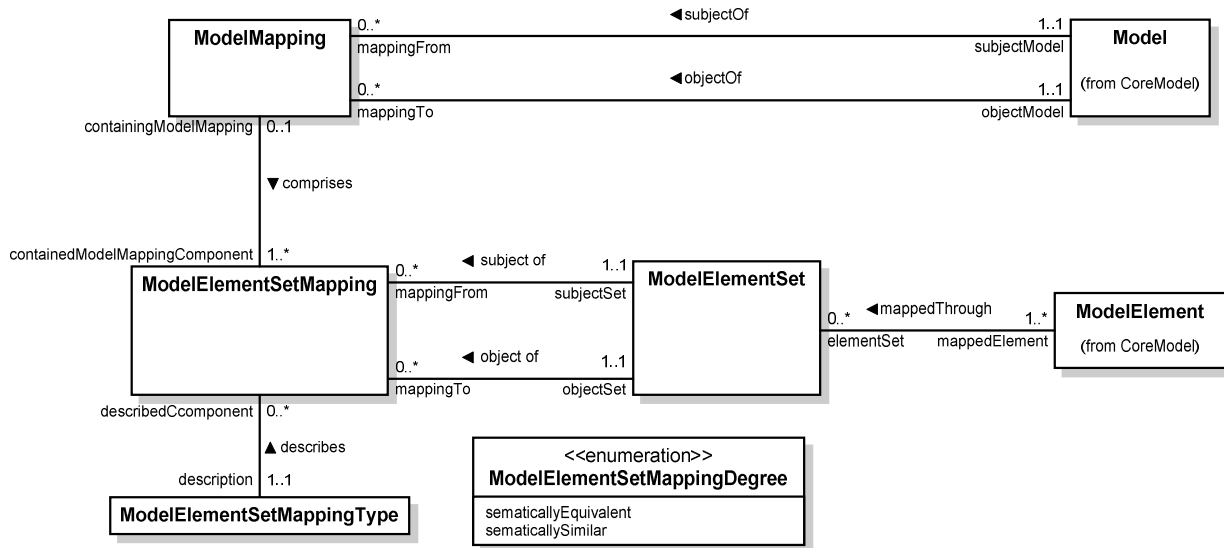 ◄ subjectOf
0..*
1..1
ModelMapping
mappingFrom
subjectModel
Model
◄ objectOf
0..*
1..1
(from CoreModel)
mappingTo
objectModel
containingModelMapping
0..1
▼ comprises
containedModelMappingComponent
1..*
◄ subject of
0..*
1..1
ModelElementSetMapping
mappingFrom
subjectSet
ModelElementSet
◄ mappedThrough
0..*
1..*
ModelElement
elementSet
mappedElement
(from CoreModel)
◄ object of
0..*
1..1
mappingTo
objectSet
describedCcomponent
0..*
▲ describes
description
1..1
ModelElementSetMappingType
<<enumeration>>
ModelElementSetMappingDegree
sematicallyEquivalent
sematicallySimilar